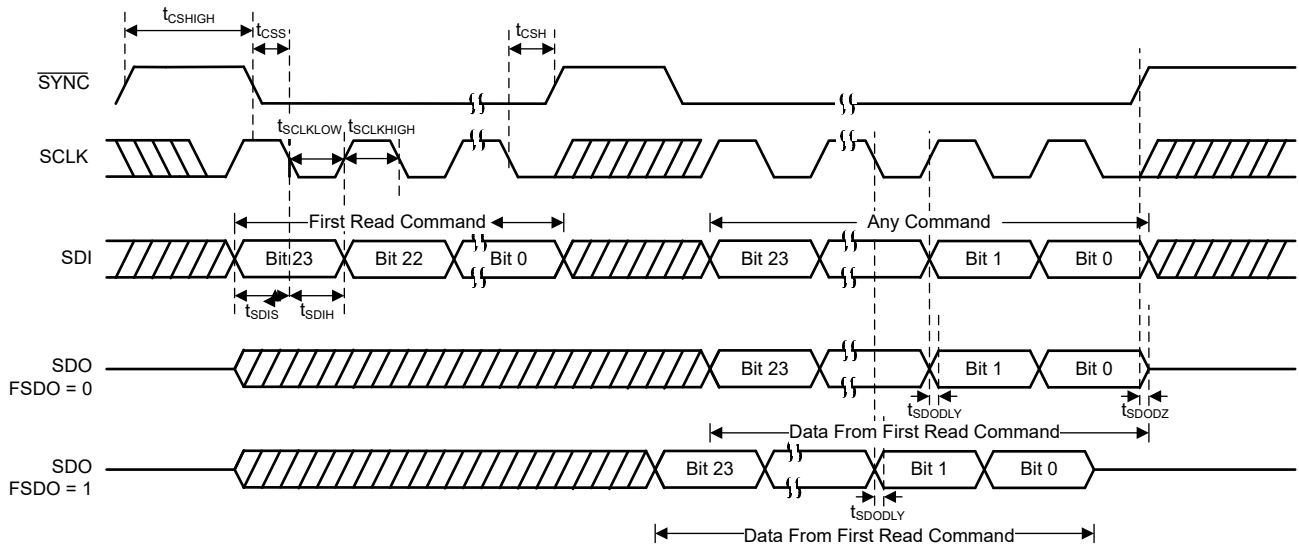 tCSHIGH
tCSS
tCSH
SYNC
tSCLKLOW
tSCLKHIGH
SCLK
First Read Command
Any Command
SDI
Bit 23
Bit 22
Bit 0
Bit 23
Bit 1
Bit 0
tSDIS
tSDIH
SDO
FSDO = 0
Bit 23
Bit 1
Bit 0
tSDODLY
tSDODZ
Data From First Read Command
SDO
FSDO = 1
Bit 23
Bit 1
Bit 0
tSDODLY
Data From First Read Command